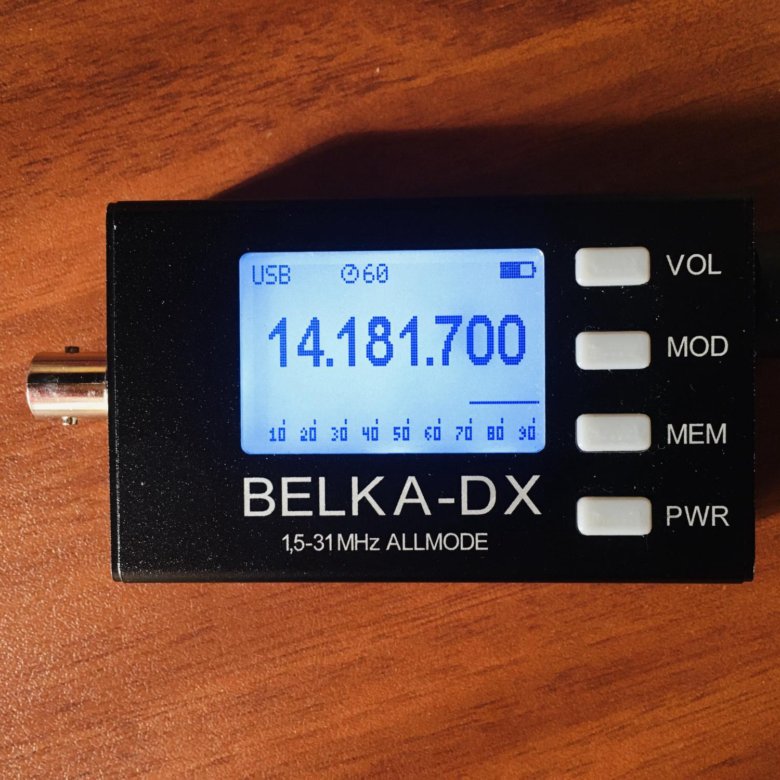 USB 60
VOL
14.181.700
MOD
10 20 30 40 50 60 70 80 90
MEM
BELKA-DX
PWR
1,5-31 MHz ALLMODE